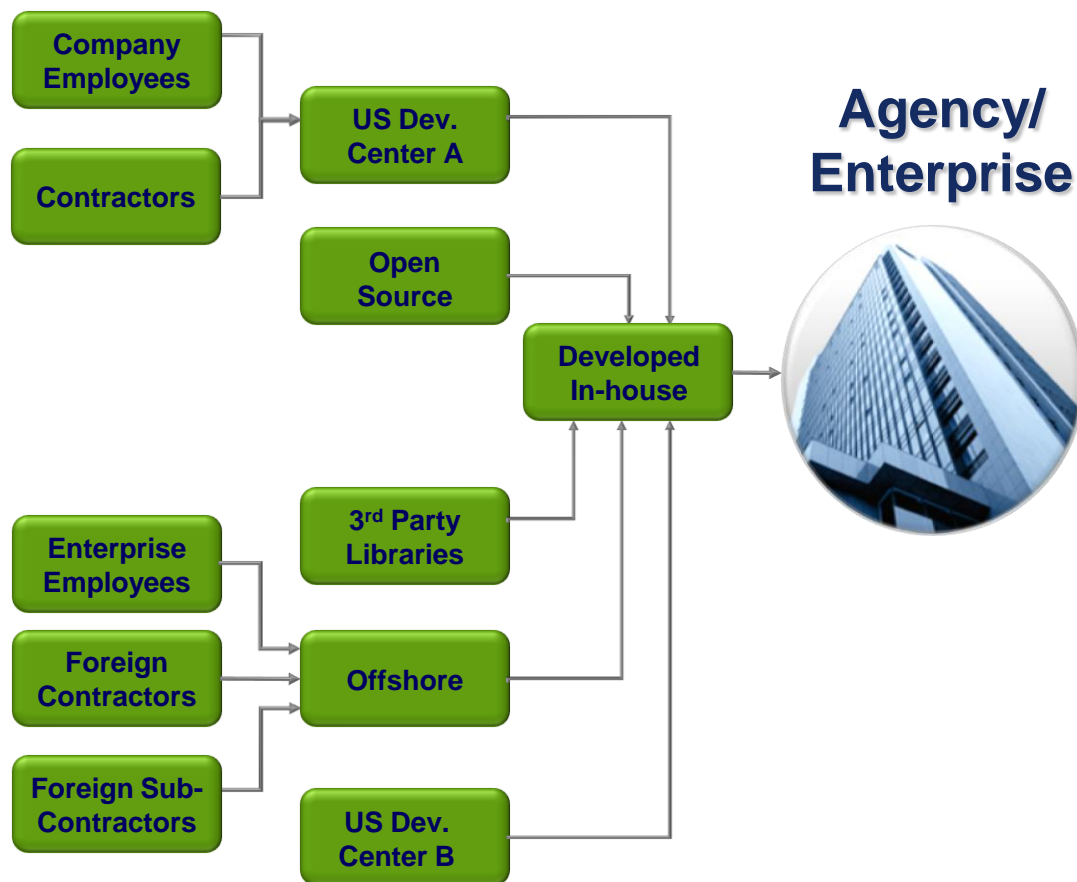 Company
Employees
Contractors
US Dev.
Center A
Open
Source
Agency/
Enterprise
Developed
In-house
3rd Party
Libraries
Enterprise
Employees
Foreign
Contractors
Offshore
Foreign Sub-
Contractors
US Dev.
Center B